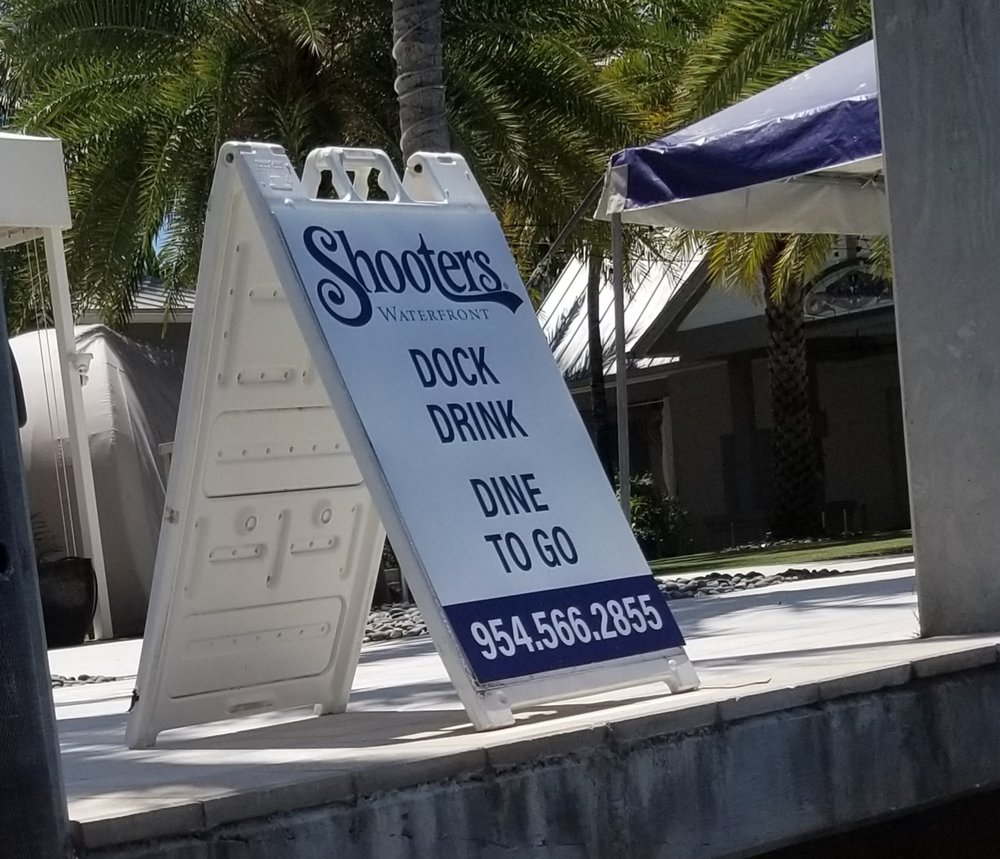 Shooters
WATERFRONT
DOCK
DRINK
DINE
TO GO
954.566.2855